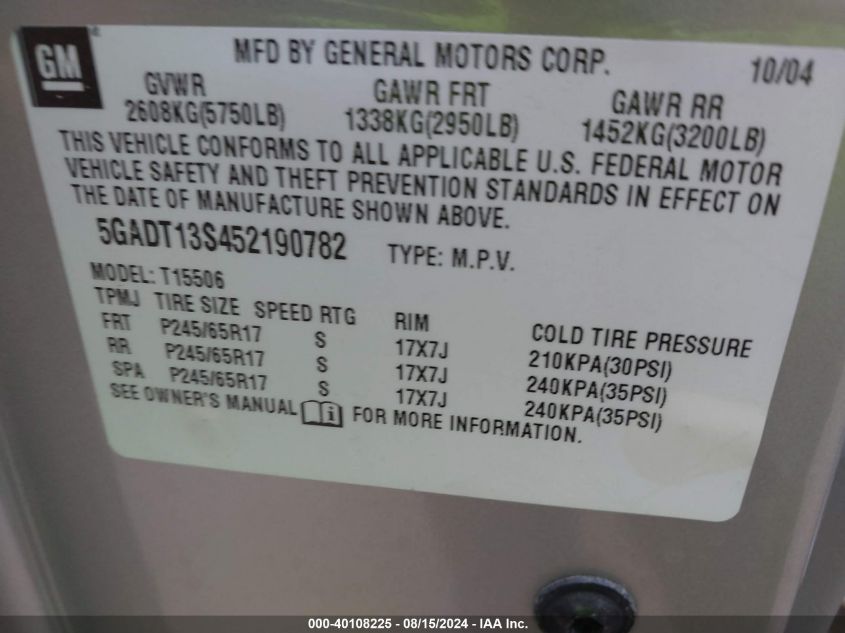 GM
MFD BY GENERAL MOTORS CORP. 10/04
GVWR GAWR FRT GAWR RR
2608KG(5750LB) 1338KG(2950LB) 1452KG(3200LB)
THIS VEHICLE CONFORMS TO ALL APPLICABLE U.S. FEDERAL MOTOR
VEHICLE SAFETY AND THEFT PREVENTION STANDARDS IN EFFECT ON
THE DATE OF MANUFACTURE SHOWN ABOVE.
5GADT13S452190782 TYPE: M.P.V.
MODEL: T15506
TPMJ TIRE SIZE SPEED RTG RIM COLD TIRE PRESSURE
FRT P245/65R17 S 17X7J 210KPA(30PSI)
RR P245/65R17 S 17X7J 240KPA(35PSI)
SPA P245/65R17 S 17X7J 240KPA(35PSI)
SEE OWNER'S MANUAL i FOR MORE INFORMATION.
000-40108225 - 08/15/2024 - IAA Inc.